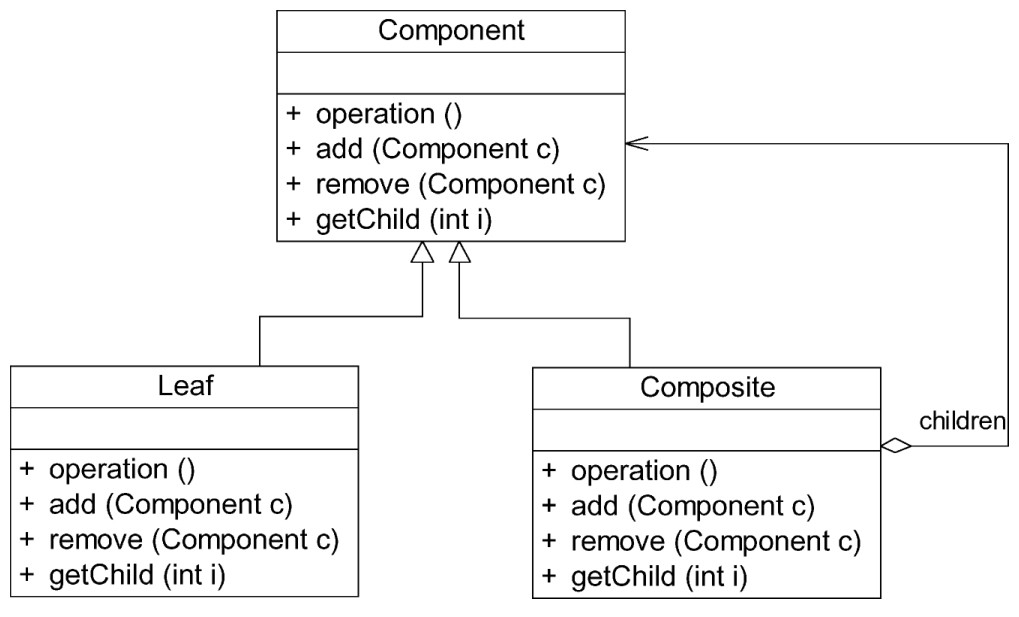 Component
+ operation ()
+ add (Component c)
+ remove (Component c)
+ getChild (int i)
Leaf
+ operation ()
+ add (Component c)
+ remove (Component c)
+ getChild (int i)
Composite
+ operation ()
+ add (Component c)
+ remove (Component c)
+ getChild (int i)
children